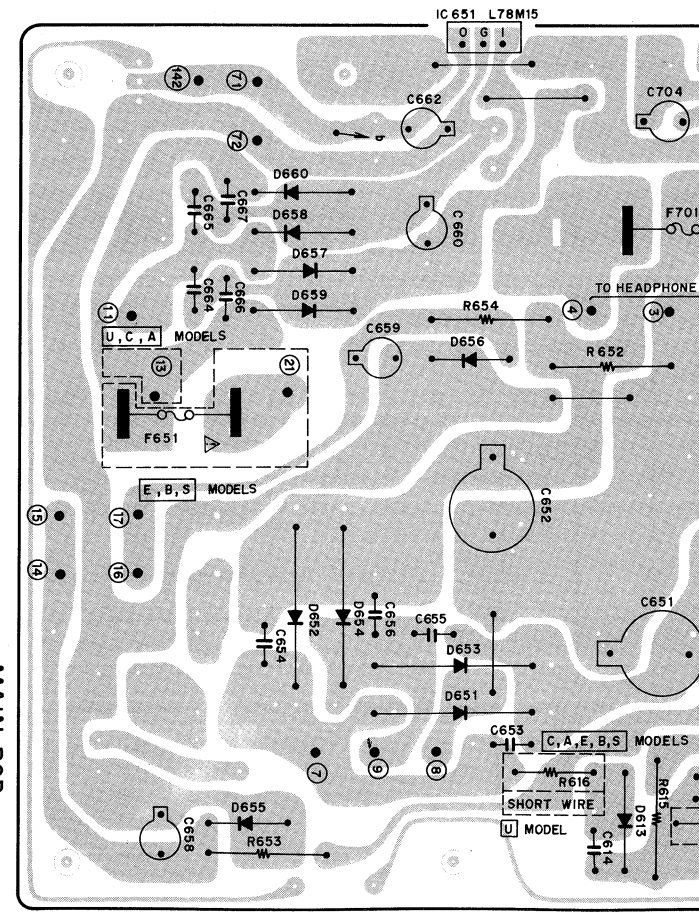 IC 651 L78M15
O G I
142
71
C662
C704
72
b
D660
C665
C667
D658
C660
F701
D657
C664
C666
D659
TO HEADPHONE
11
R654
4
3
U, C, A MODELS
C659
D656
R652
13
21
F651
!
E, B, S MODELS
C652
15
17
14
16
C651
D652
D654
C656
C655
C654
D653
D651
C653
C, A, E, B, S MODELS
7
9
8
R616
R615
SHORT WIRE
D655
C658
R653
U MODEL
D613
C614